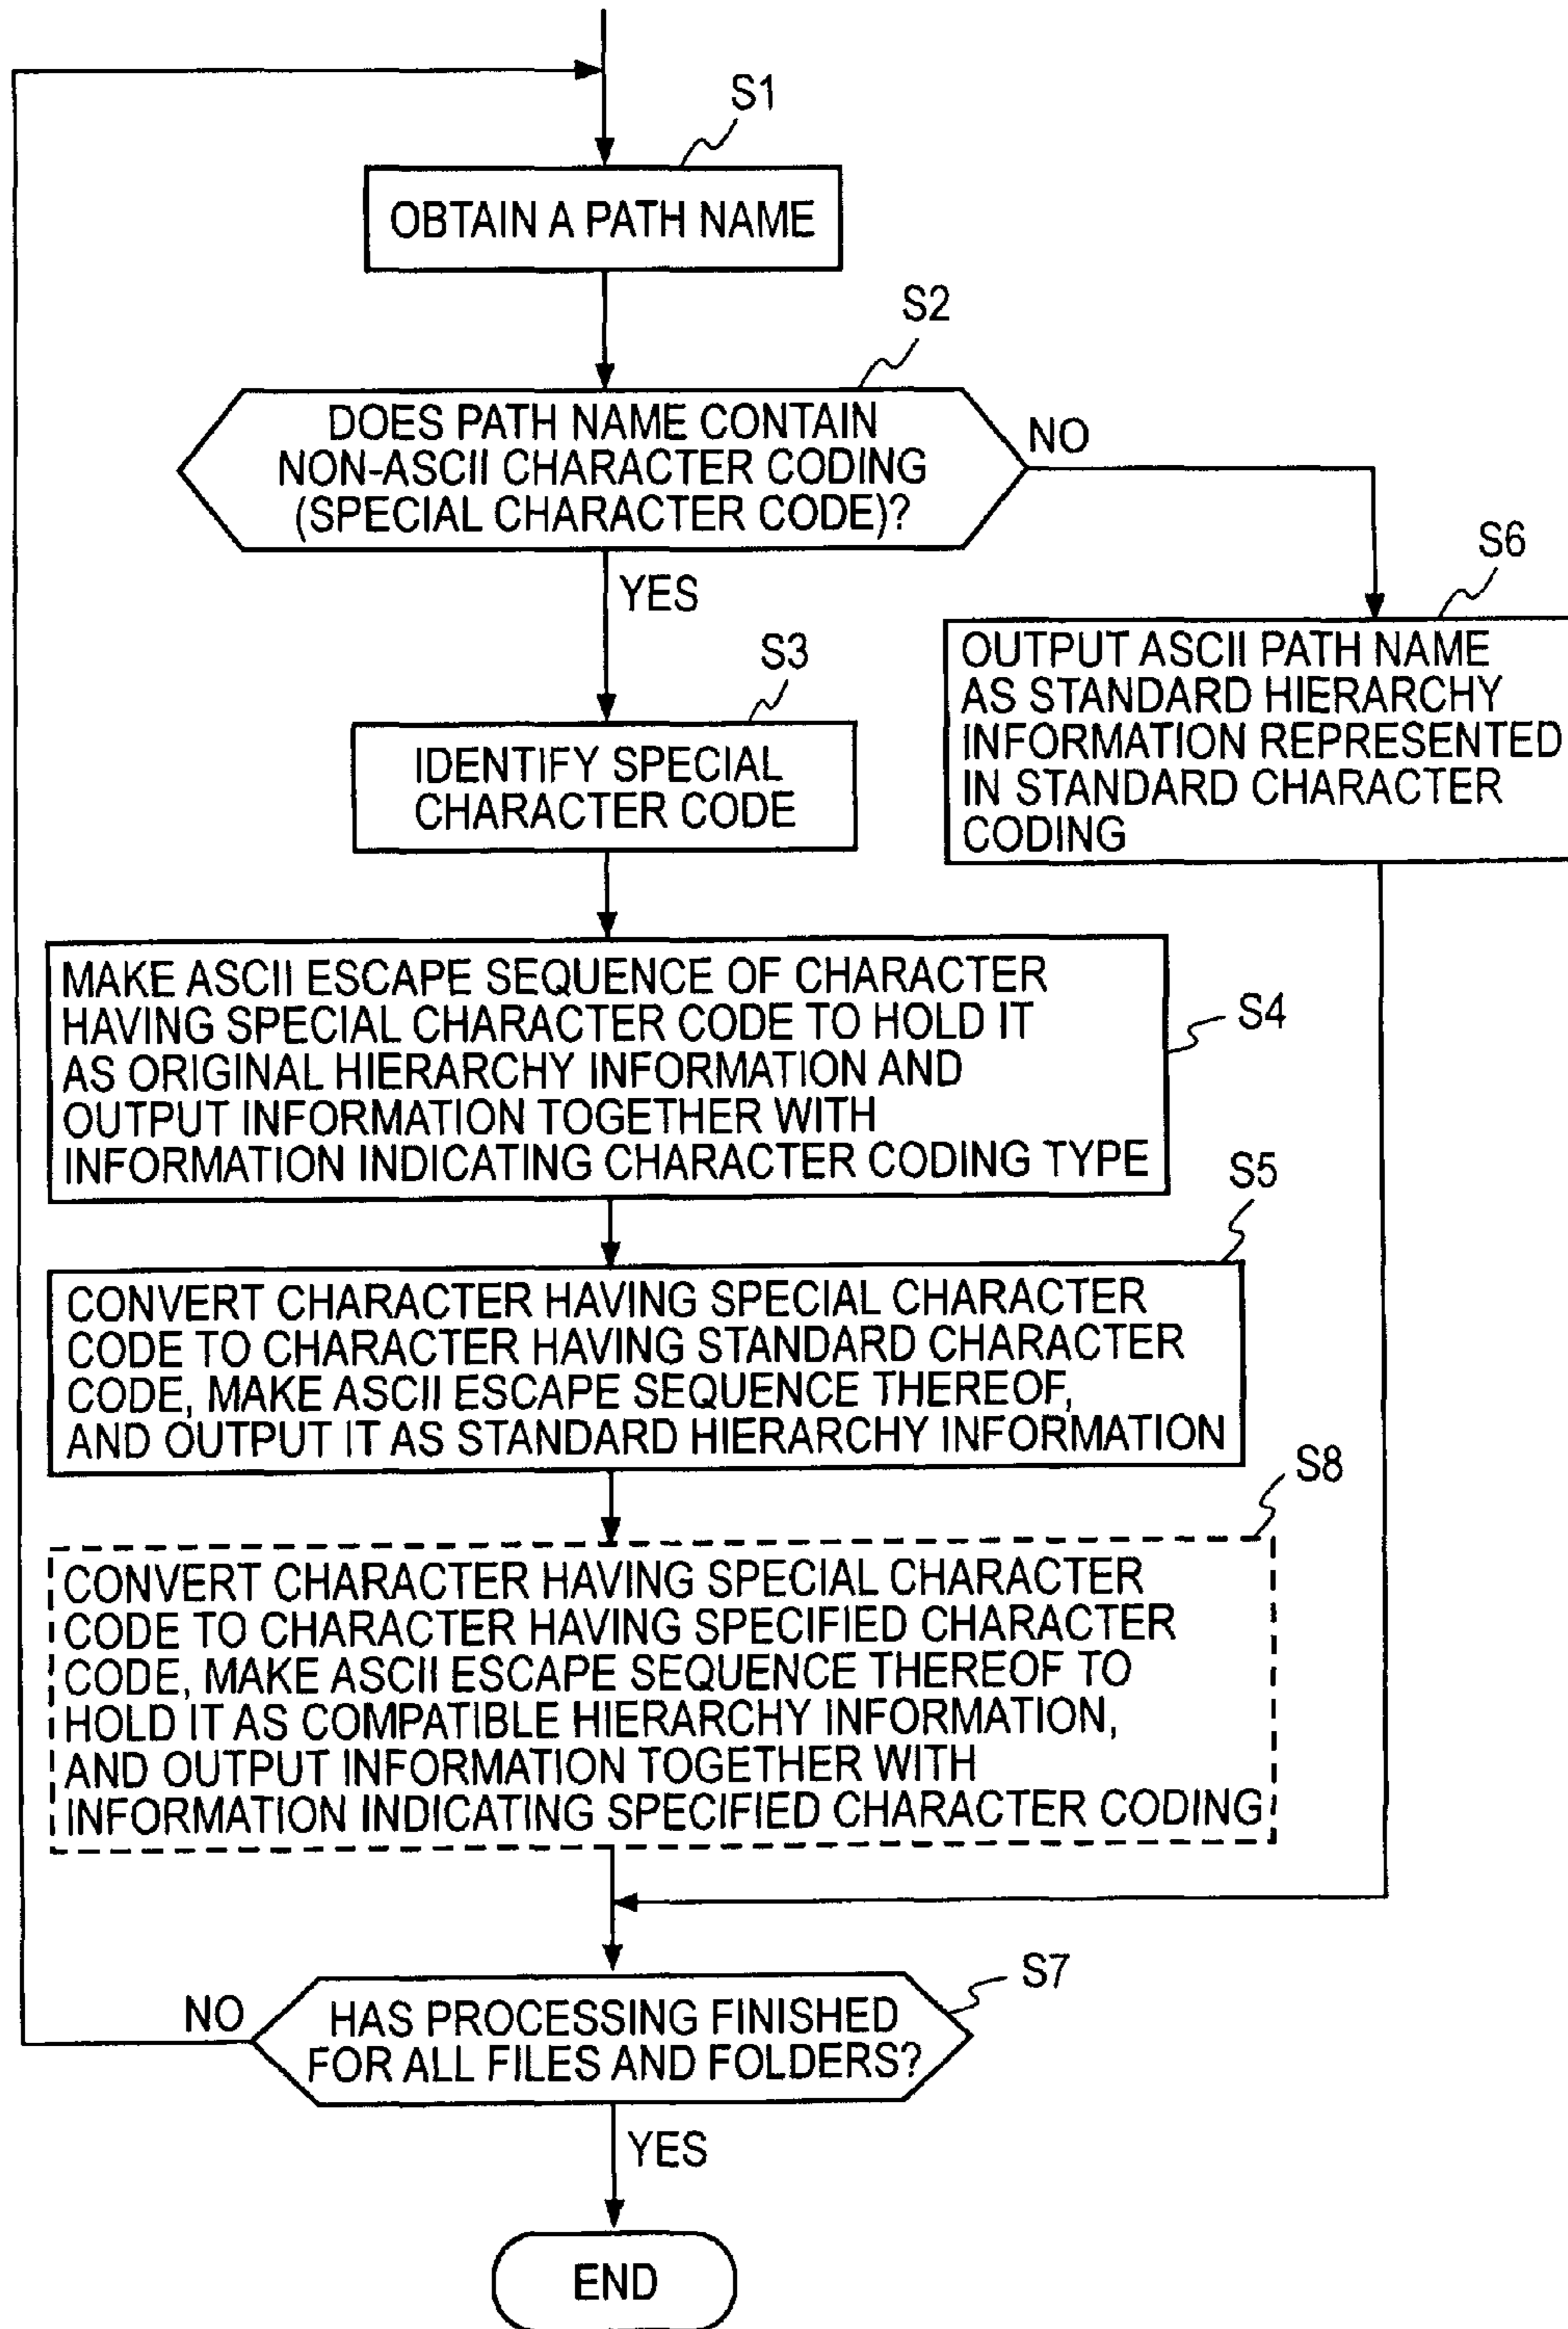 S1
OBTAIN A PATH NAME
S2
DOES PATH NAME CONTAIN
NON-ASCII CHARACTER CODING
(SPECIAL CHARACTER CODE)?
NO
YES
S6
OUTPUT ASCII PATH NAME
AS STANDARD HIERARCHY
INFORMATION REPRESENTED
IN STANDARD CHARACTER
CODING
S3
IDENTIFY SPECIAL
CHARACTER CODE
MAKE ASCII ESCAPE SEQUENCE OF CHARACTER
HAVING SPECIAL CHARACTER CODE TO HOLD IT
AS ORIGINAL HIERARCHY INFORMATION AND
OUTPUT INFORMATION TOGETHER WITH
INFORMATION INDICATING CHARACTER CODING TYPE
S4
S5
CONVERT CHARACTER HAVING SPECIAL CHARACTER
CODE TO CHARACTER HAVING STANDARD CHARACTER
CODE, MAKE ASCII ESCAPE SEQUENCE THEREOF,
AND OUTPUT IT AS STANDARD HIERARCHY INFORMATION
S8
CONVERT CHARACTER HAVING SPECIAL CHARACTER
CODE TO CHARACTER HAVING SPECIFIED CHARACTER
CODE, MAKE ASCII ESCAPE SEQUENCE THEREOF TO
HOLD IT AS COMPATIBLE HIERARCHY INFORMATION,
AND OUTPUT INFORMATION TOGETHER WITH
INFORMATION INDICATING SPECIFIED CHARACTER CODING
S7
NO
HAS PROCESSING FINISHED
FOR ALL FILES AND FOLDERS?
YES
END